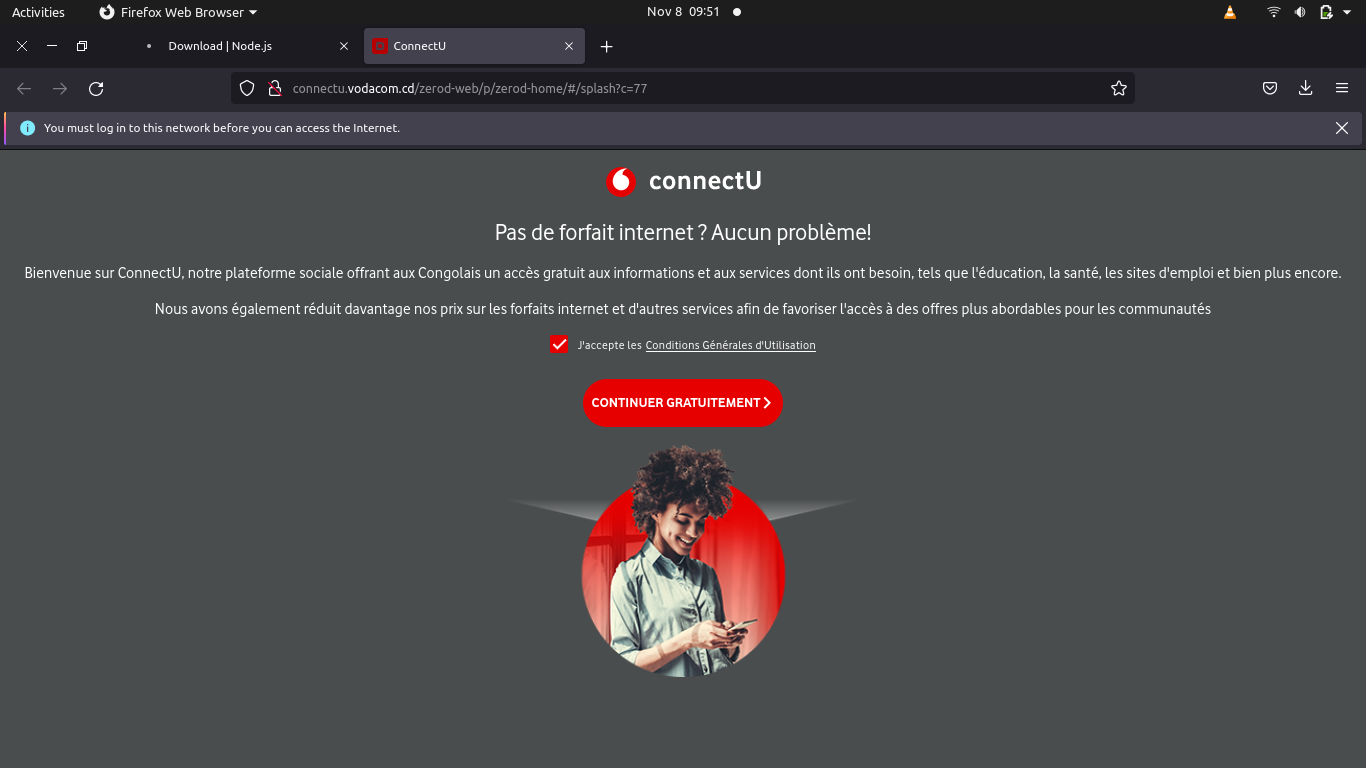 Activities
Firefox Web Browser
Nov 8 09:51
Download | Node.js
ConnectU
connectu.vodacom.cd/zerod-web/p/zerod-home/#/splash?c=77
You must log in to this network before you can access the Internet.
connectU
Pas de forfait internet ? Aucun problème!
Bienvenue sur ConnectU, notre plateforme sociale offrant aux Congolais un accès gratuit aux informations et aux services dont ils ont besoin, tels que l'éducation, la santé, les sites d'emploi et bien plus encore.
Nous avons également réduit davantage nos prix sur les forfaits internet et d'autres services afin de favoriser l'accès à des offres plus abordables pour les communautés
J'accepte les Conditions Générales d'Utilisation
CONTINUER GRATUITEMENT